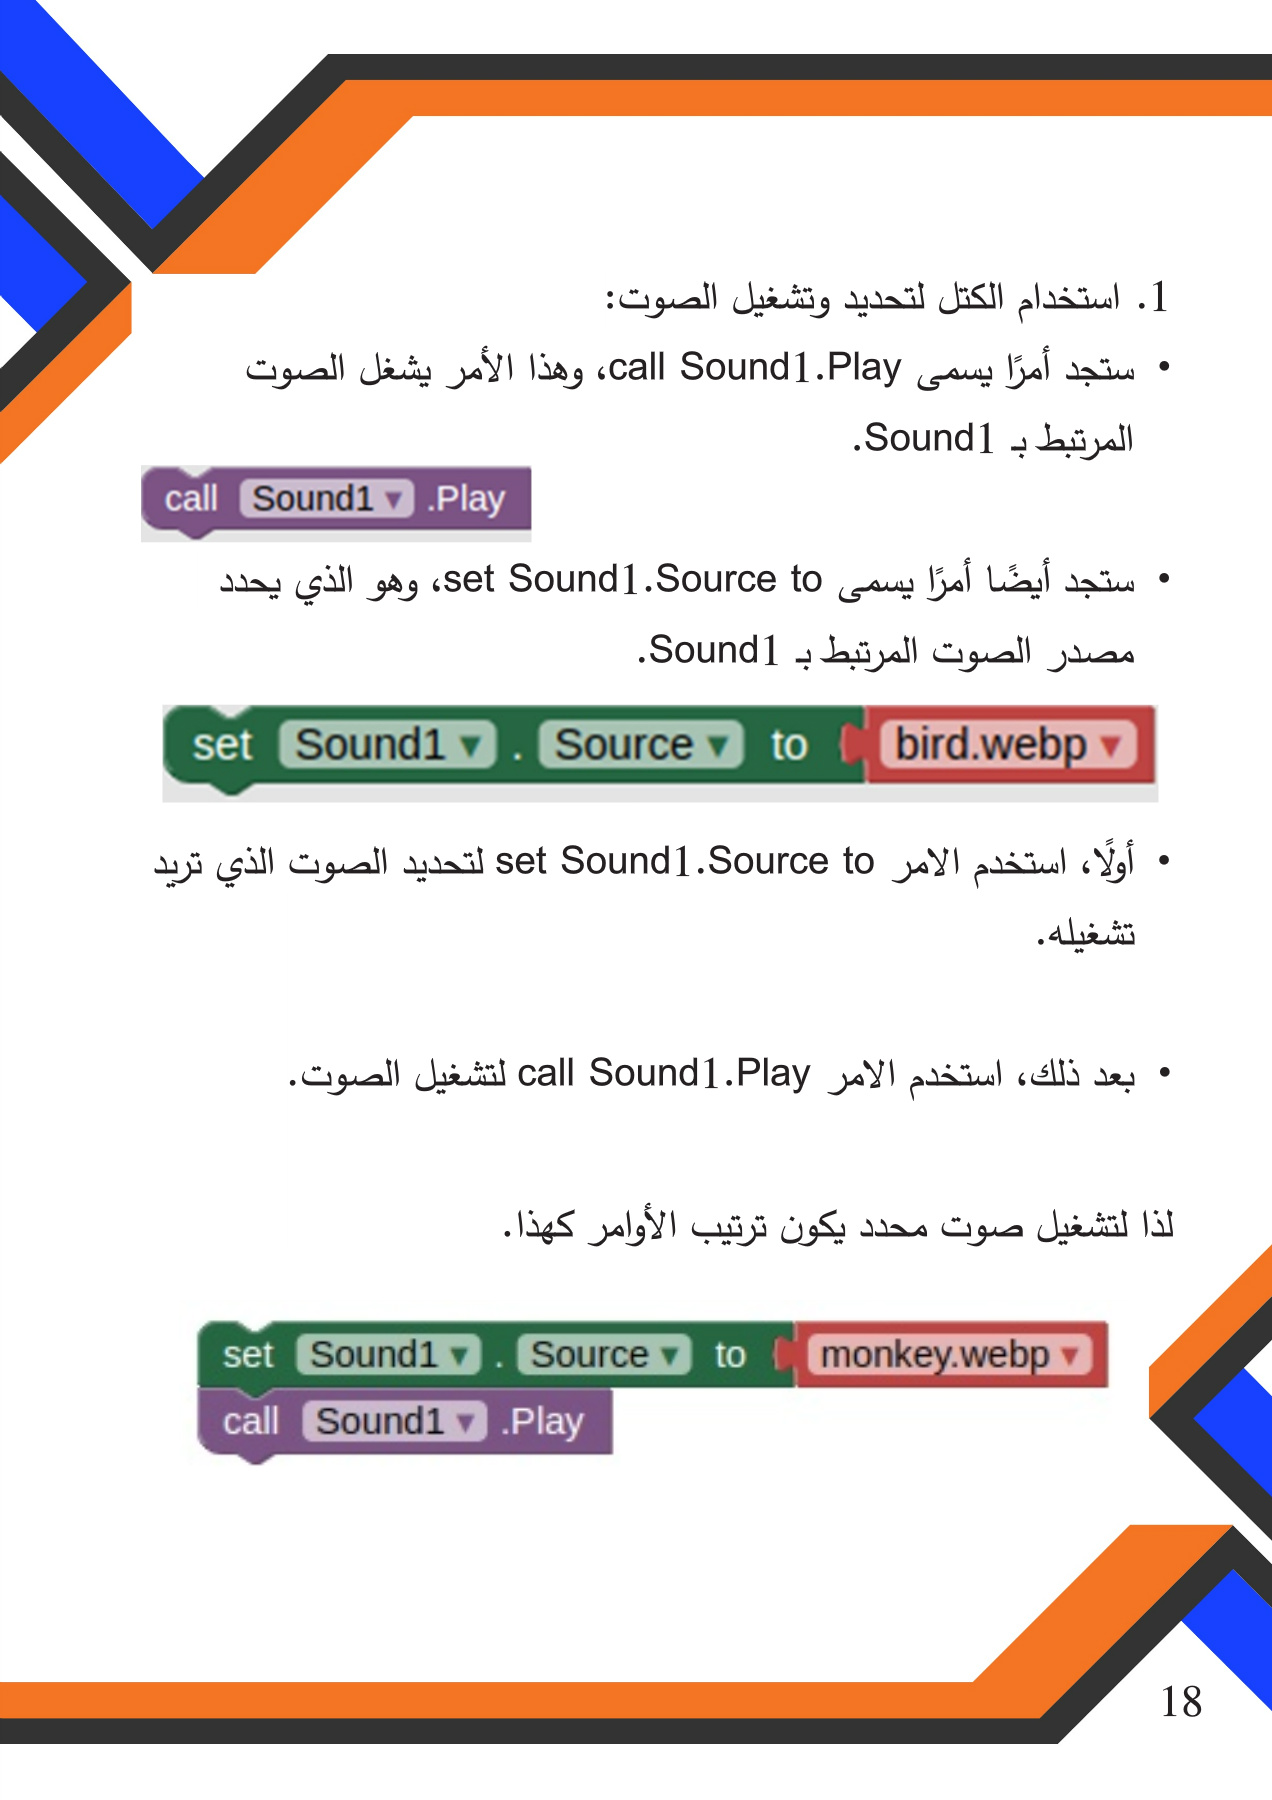 1. استخدام الكتل لتحديد وتشغيل الصوت:
• ستجد أمرًا يسمى call Sound1.Play، وهذا الأمر يشغل الصوت
المرتبط بـ Sound1.
call Sound1 .Play
• ستجد أيضًا أمرًا يسمى set Sound1.Source to، وهو الذي يحدد
مصدر الصوت المرتبط بـ Sound1.
set Sound1 . Source to bird.webp
• أولًا، استخدم الامر set Sound1.Source to لتحديد الصوت الذي تريد
تشغيله.
• بعد ذلك، استخدم الامر call Sound1.Play لتشغيل الصوت.
لذا لتشغيل صوت محدد يكون ترتيب الأوامر كهذا.
set Sound1 . Source to monkey.webp
call Sound1 .Play
18